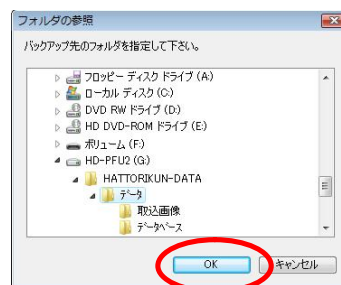 フォルダの参照
バックアップ先のフォルダを指定して下さい。
フロッピー ディスク ドライブ (A:)
ローカル ディスク (C:)
DVD RW ドライブ (D:)
HD DVD-ROM ドライブ (E:)
ボリューム (F:)
HD-PFU2 (G:)
HATTORIKUN-DATA
データ
取込画像
データベース
OK
キャンセル